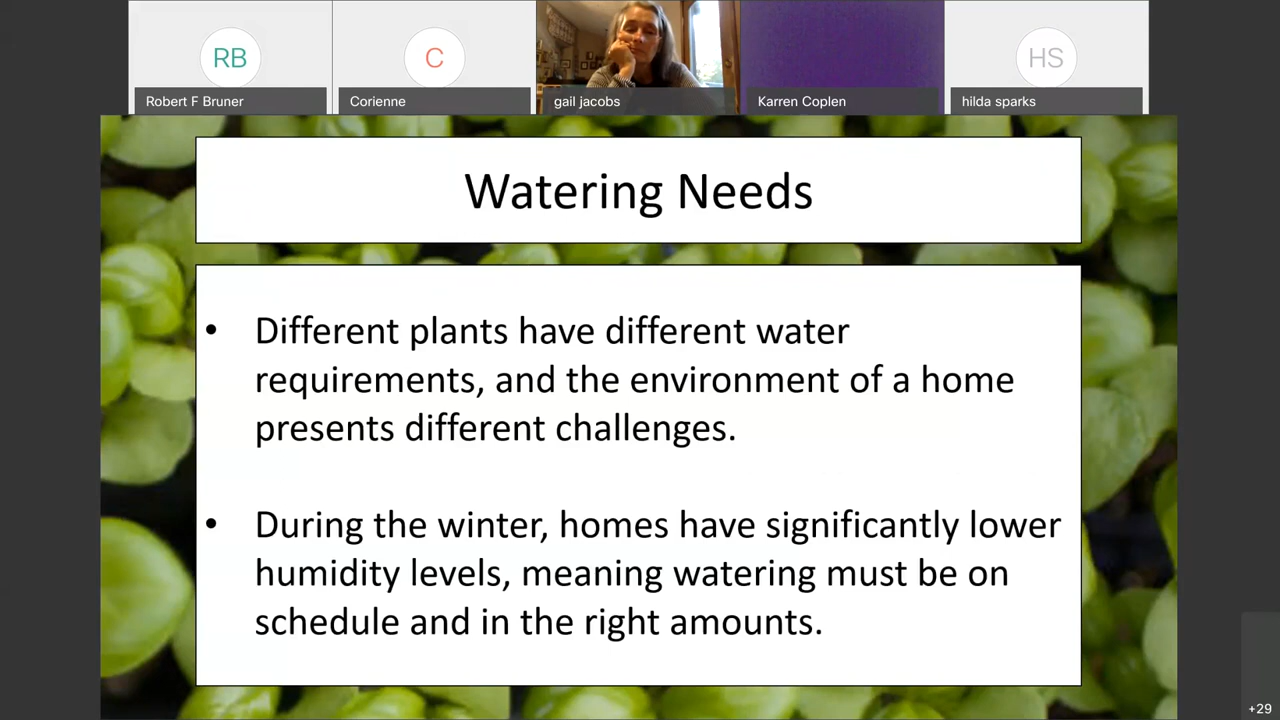 RB
C
HS
Robert F Bruner
Corienne
gail jacobs
Karren Coplen
hilda sparks
Watering Needs
• Different plants have different water
requirements, and the environment of a home
presents different challenges.
• During the winter, homes have significantly lower
humidity levels, meaning watering must be on
schedule and in the right amounts.
+29